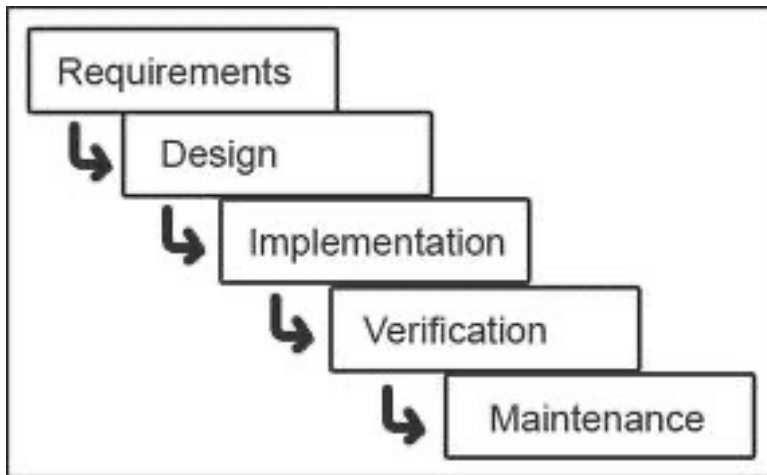 Requirements
Design
Implementation
Verification
Maintenance